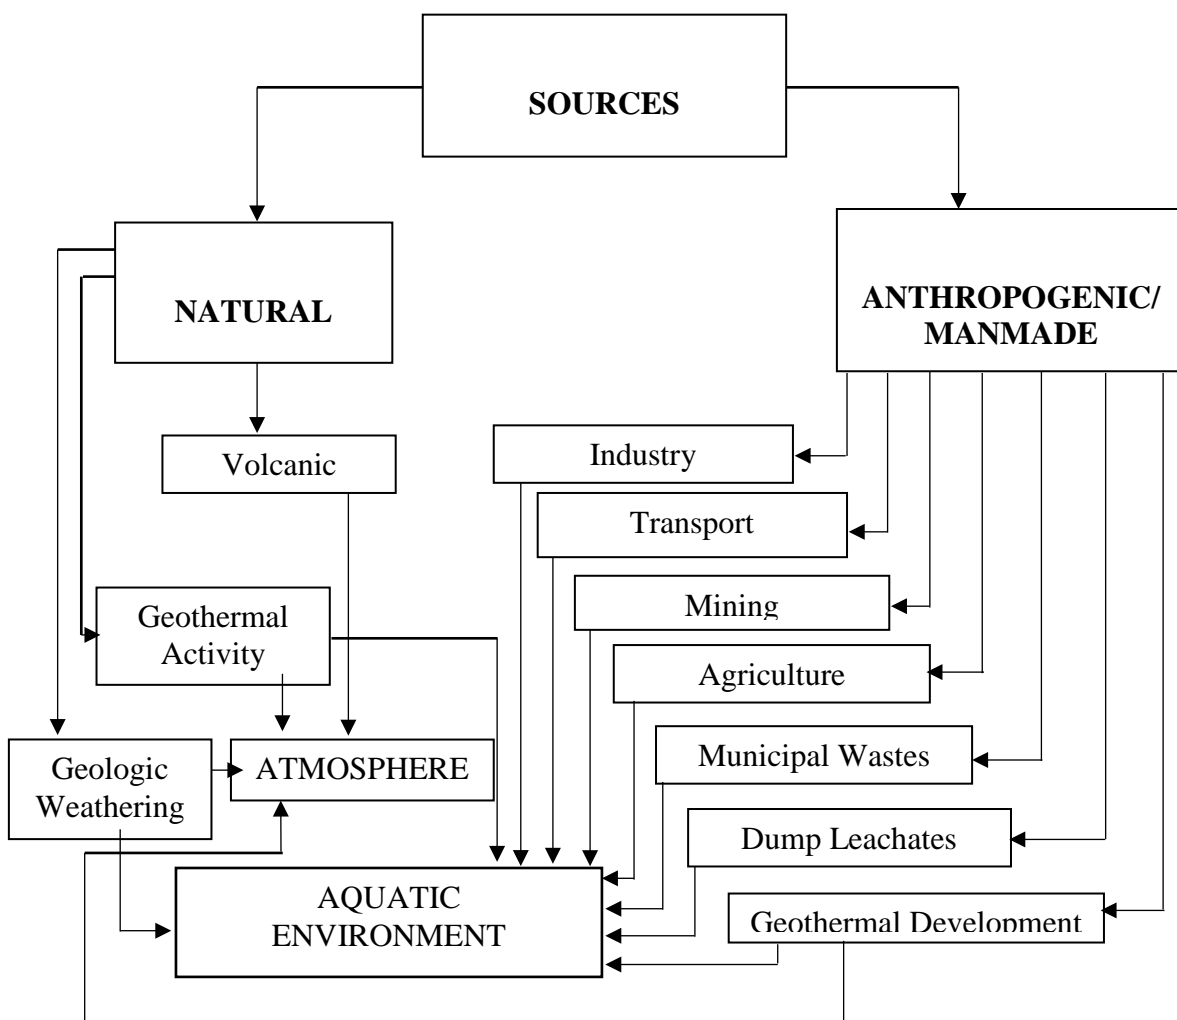 SOURCES
NATURAL
ANTHROPOGENIC/
MANMADE
Volcanic
Industry
Transport
Mining
Geothermal
Activity
Agriculture
Geologic
Weathering
ATMOSPHERE
Municipal Wastes
Dump Leachates
AQUATIC
ENVIRONMENT
Geothermal Development